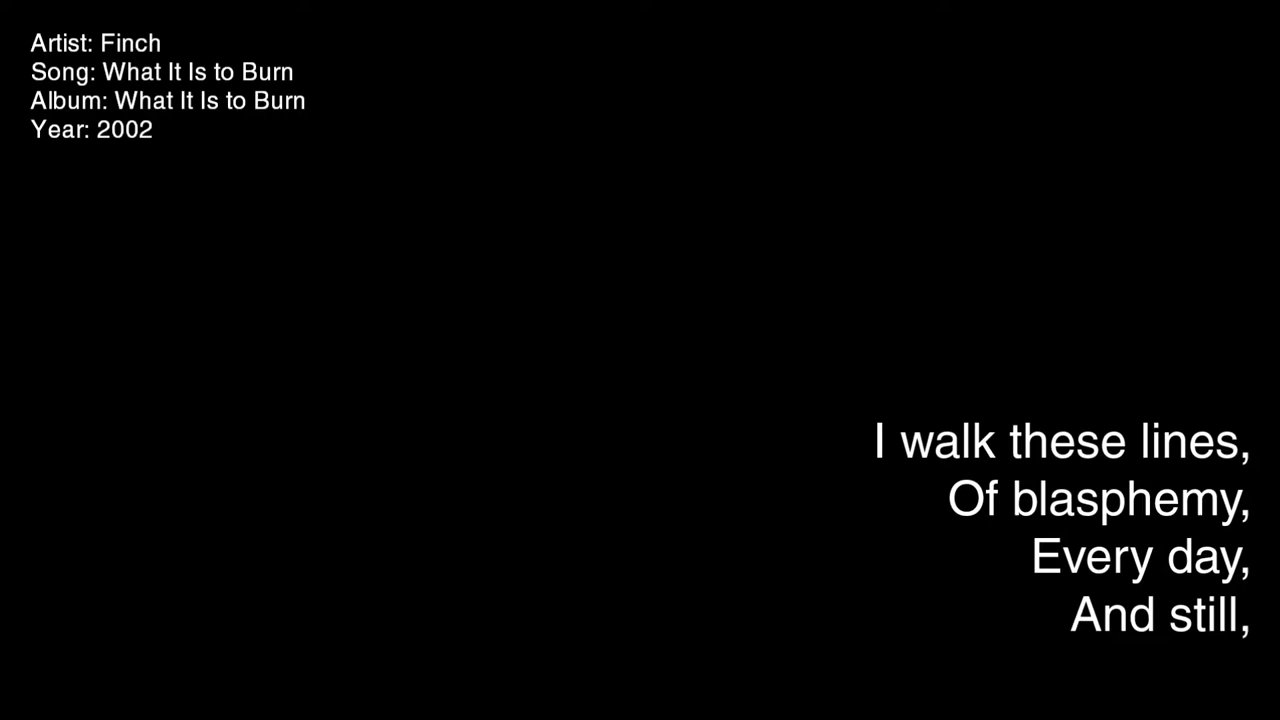 Artist: Finch
Song: What It Is to Burn
Album: What It Is to Burn
Year: 2002
I walk these lines,
Of blasphemy,
Every day,
And still,